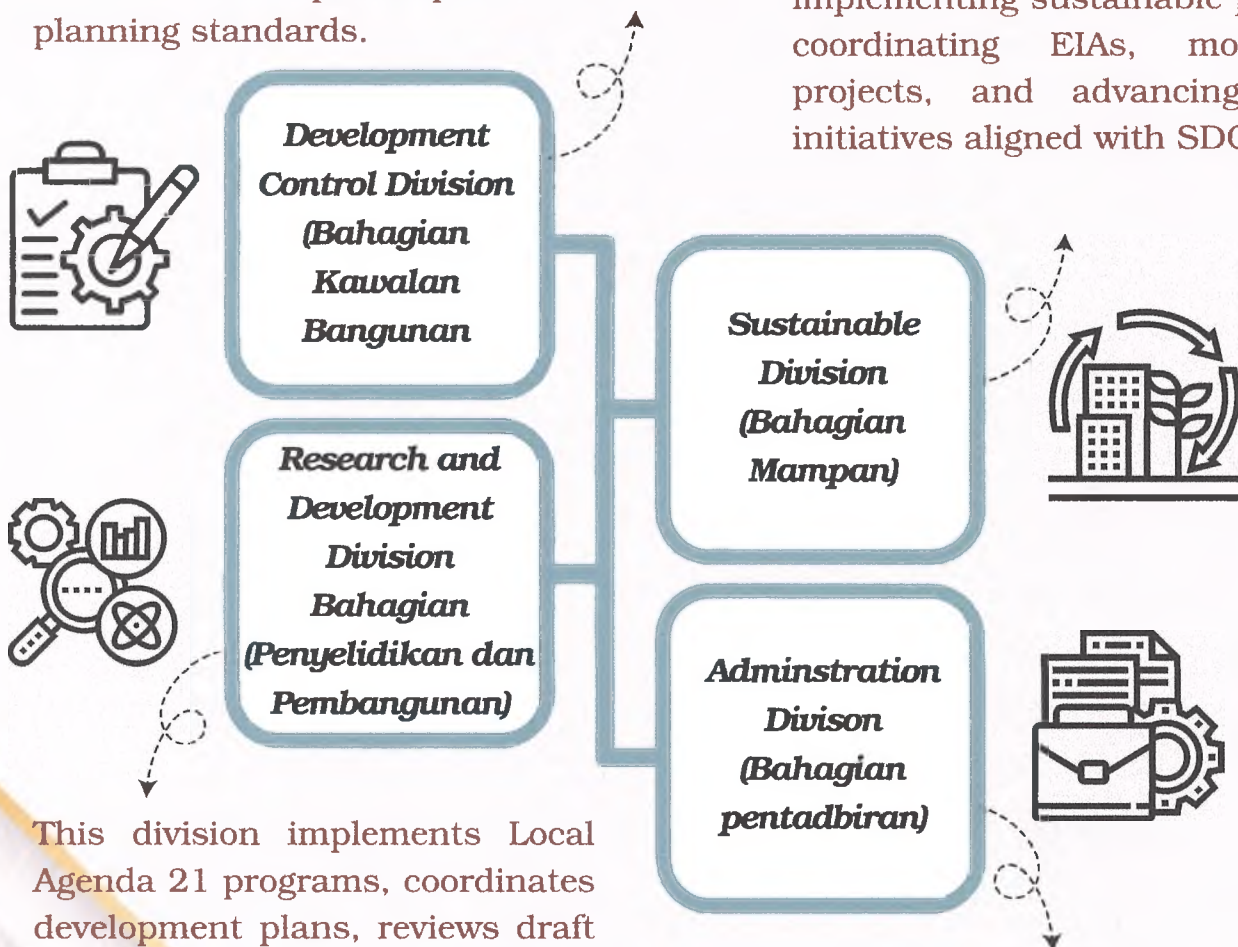 planning standards.
implementing sustainable
coordinating EIAs,
projects, and advancing
initiatives aligned with
Development
Control Division
(Bahagian
Kawalan
Bangunan
Sustainable
Division
(Bahagian
Mampan)
Research and
Development
Division
Bahagian
(Penyelidikan dan
Pembangunan)
Adminstration
Divison
(Bahagian
pentadbiran)
This division implements Local
Agenda 21 programs, coordinates
development plans, reviews draft